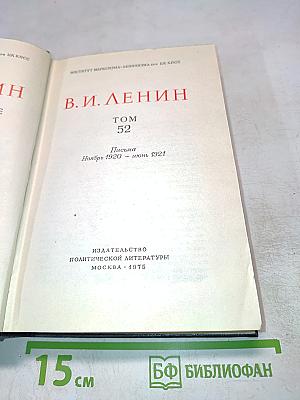 ИНСТИТУТ МАРКСИЗМА-ЛЕНИНИЗМА ПРИ ЦК КПСС
ИН
В. И. ЛЕНИН
ТОМ
52
Письма
Ноябрь 1920 – июнь 1921
ИЗДАТЕЛЬСТВО
ПОЛИТИЧЕСКОЙ ЛИТЕРАТУРЫ
МОСКВА · 1975
15 см
БФ БИБЛИОФАН